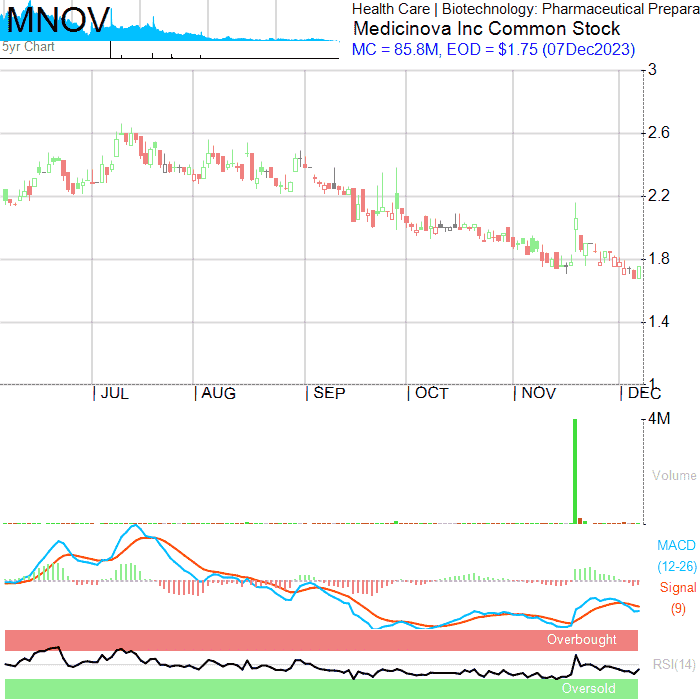 MNOV
5yr Chart
Health Care | Biotechnology: Pharmaceutical Prepara
Medicinova Inc Common Stock
MC = 85.8M, EOD = $1.75 (07Dec2023)
3
2.6
2.2
1.8
1.4
1
JUL AUG SEP OCT NOV DEC
4M
Volume
MACD
(12-26)
Signal
(9)
Overbought
RSI(14)
Oversold